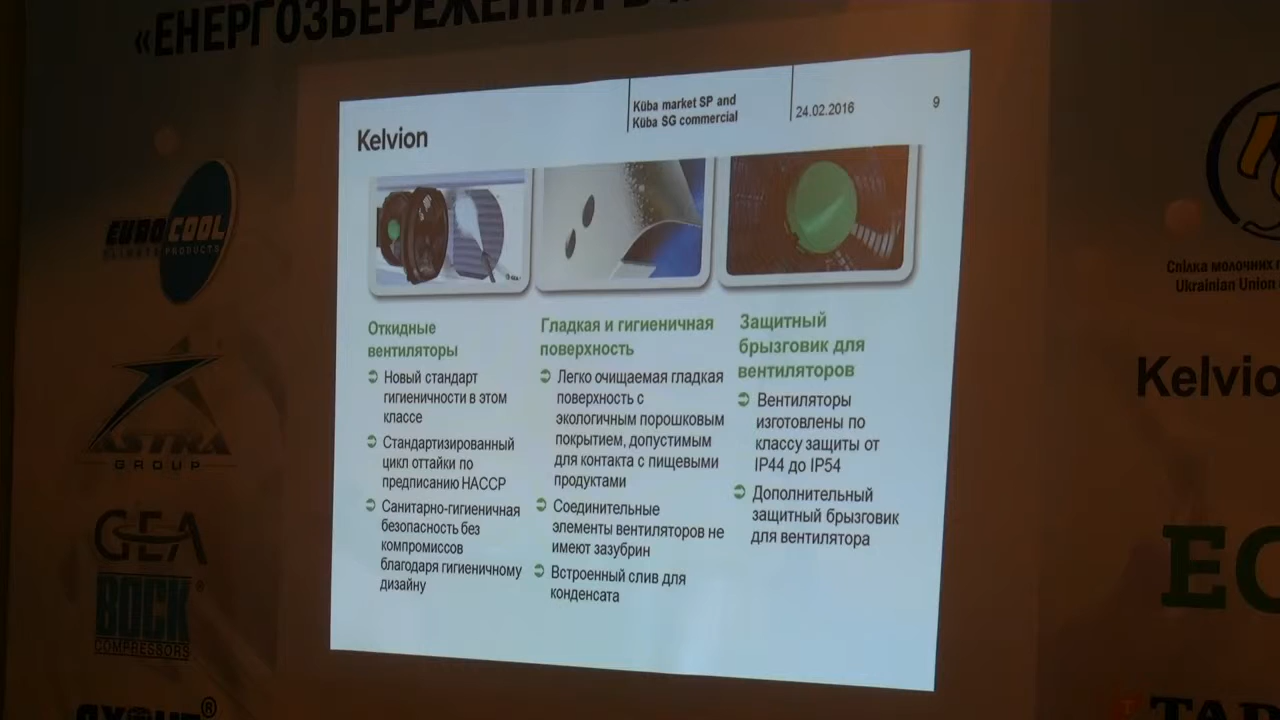 «ЕНЕРГОЗБЕРЕЖЕННЯ В
Küba market SP and
Küba SG commercial
24.02.2016
9
Kelvion
Откидные
вентиляторы
Новый стандарт
гигиеничности в этом
классе
Стандартизированный
цикл оттайки по
предписанию HACCP
Санитарно-гигиеничная
безопасность без
компромиссов
благодаря гигиеничному
дизайну
Гладкая и гигиеничная
поверхность
Легко очищаемая гладкая
поверхность с
экологичным порошковым
покрытием, допустимым
для контакта с пищевыми
продуктами
Соединительные
элементы вентиляторов не
имеют зазубрин
Встроенный слив для
конденсата
Защитный
брызговик для
вентиляторов
Вентиляторы
изготовлены по
классу защиты от
IP44 до IP54
Дополнительный
защитный брызговик
для вентилятора
EUROCOOL
CLIMATE PRODUCTS
ASTRA
GROUP
GEA
BOCK
®
COMPRESSORS
®
Спілка молочних
Ukrainian Union
Kelvio